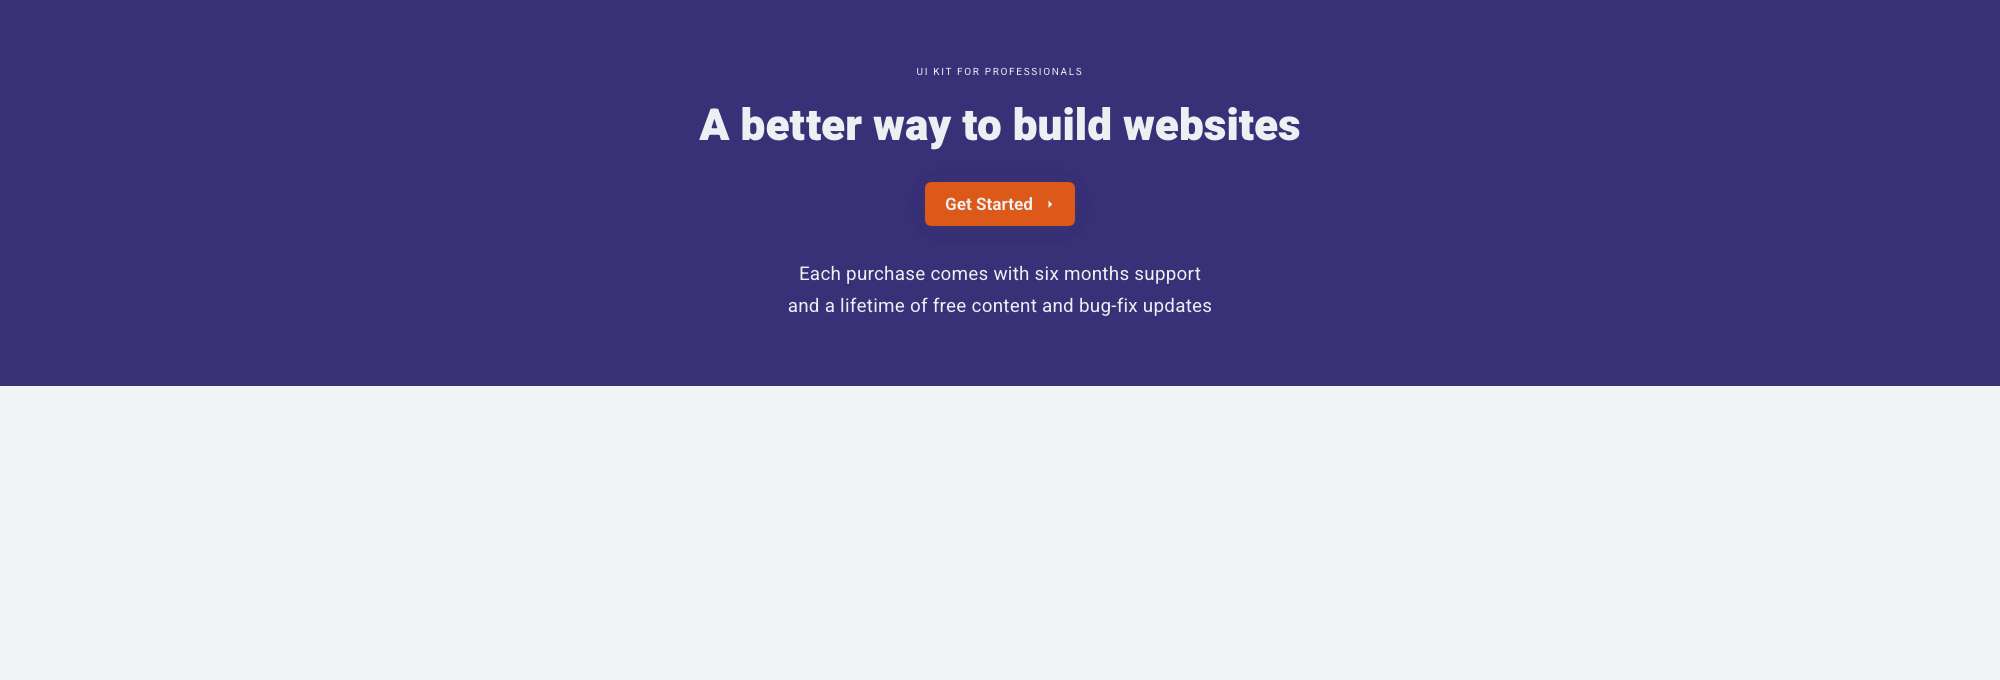 UI KIT FOR PROFESSIONALS
A better way to build websites
Get Started
Each purchase comes with six months support
and a lifetime of free content and bug-fix updates